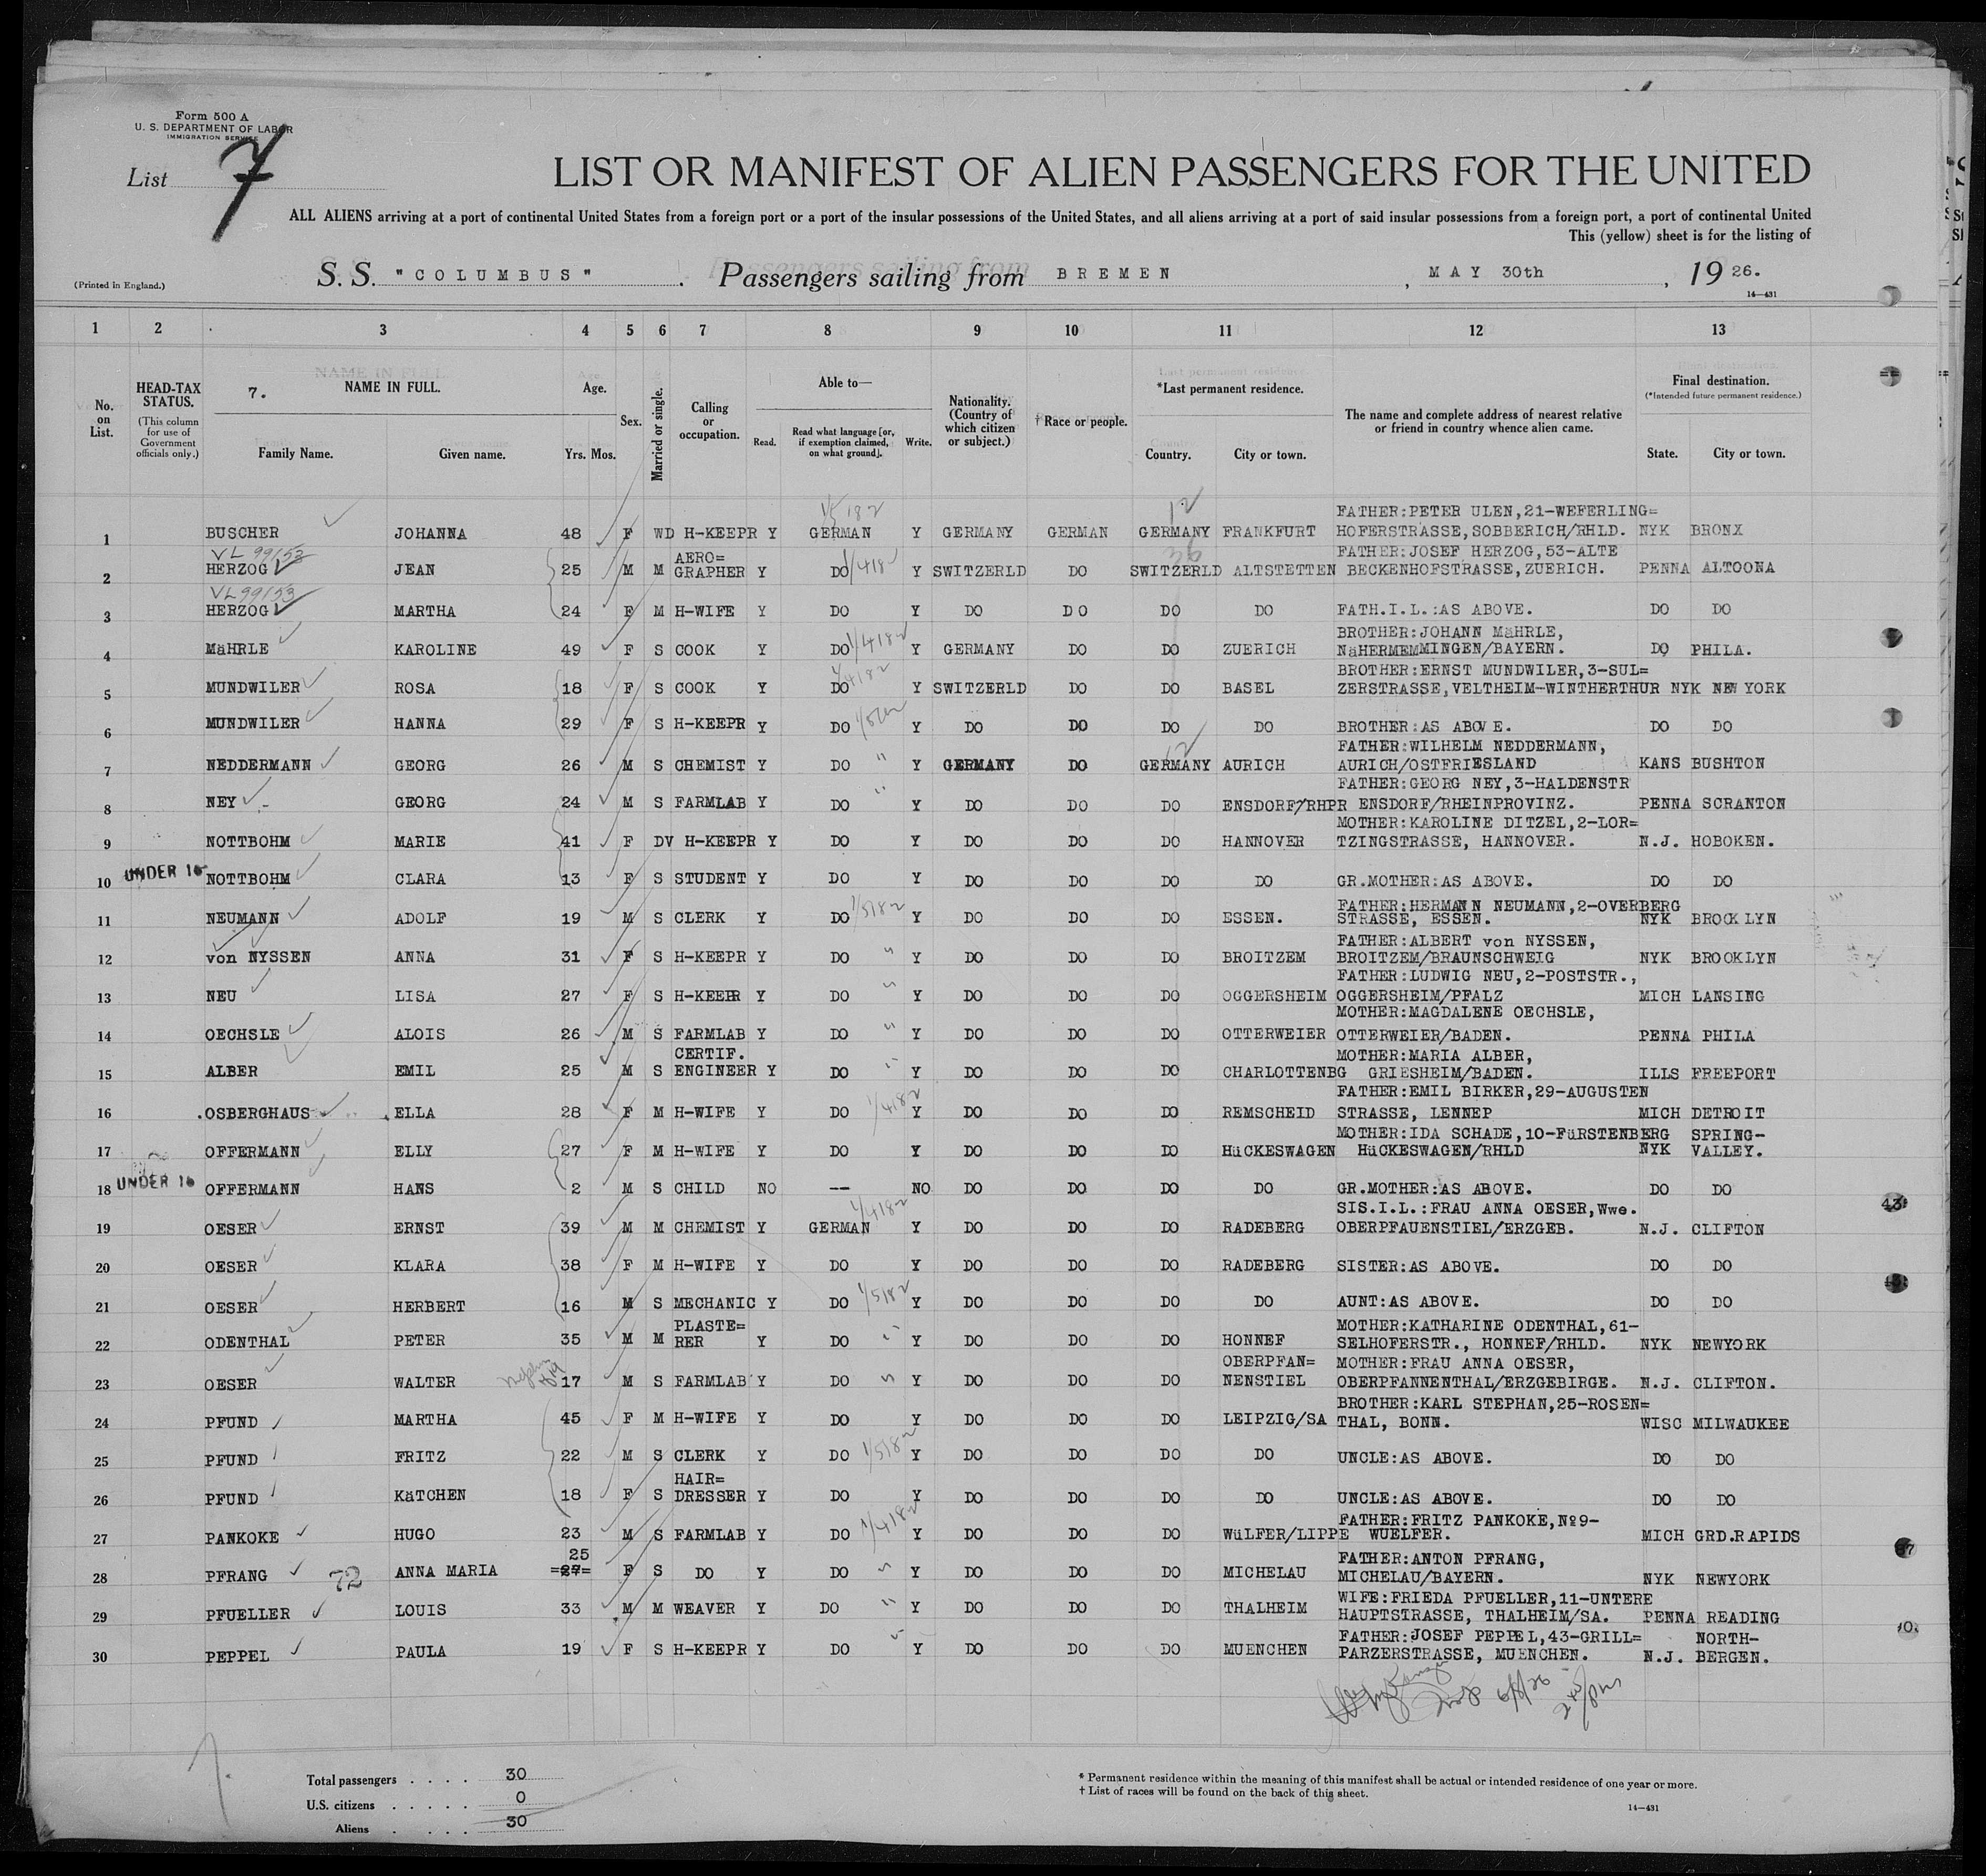 Form 500 A
U. S. DEPARTMENT OF LABOR
IMMIGRATION SERVICE
List 7
LIST OR MANIFEST OF ALIEN PASSENGERS FOR THE UNITED
ALL ALIENS arriving at a port of continental United States from a foreign port or a port of the insular possessions of the United States, and all aliens arriving at a port of said insular possessions from a foreign port, a port of continental United
This (yellow) sheet is for the listing of
(Printed in England.)
S. S. "COLUMBUS" . Passengers sailing from BREMEN , MAY 30th , 19 26.
14—431
1 2 3 4 5 6 7 8 9 10 11 12 13
No. on List.
HEAD-TAX STATUS.
(This column for use of Government officials only.)
7. NAME IN FULL.
Family Name. Given name.
Age.
Yrs. Mos.
Sex.
Married or single.
Calling or occupation.
Able to—
Read. Read what language [or, if exemption claimed, on what ground]. Write.
Nationality. (Country of which citizen or subject.)
† Race or people.
*Last permanent residence.
Country. City or town.
The name and complete address of nearest relative or friend in country whence alien came.
Final destination.
(*Intended future permanent residence.)
State. City or town.
FATHER:PETER ULEN,21-WEFERLING=
1 BUSCHER JOHANNA 48 F WD H-KEEPR Y GERMAN Y GERMANY GERMAN GERMANY FRANKFURT HOFERSTRASSE,SOBBERICH/RHLD. NYK BRONX
VL 99153 AERO= FATHER:JOSEF HERZOG,53-ALTE
2 HERZOG JEAN 25 M M GRAPHER Y DO Y SWITZERLD DO SWITZERLD ALTSTETTEN BECKENHOFSTRASSE,ZUERICH. PENNA ALTOONA
VL99153
3 HERZOG MARTHA 24 F M H-WIFE Y DO Y DO DO DO DO FATH.I.L.:AS ABOVE. DO DO
BROTHER:JOHANN MäHRLE,
4 MäHRLE KAROLINE 49 F S COOK Y DO Y GERMANY DO DO ZUERICH NäHERMEMMINGEN/BAYERN. DO PHILA.
BROTHER:ERNST MUNDWILER,3-SUL=
5 MUNDWILER ROSA 18 F S COOK Y DO Y SWITZERLD DO DO BASEL ZERSTRASSE,VELTHEIM-WINTHERTHUR NYK NEW YORK
6 MUNDWILER HANNA 29 F S H-KEEPR Y DO Y DO DO DO DO BROTHER:AS ABOVE. DO DO
FATHER:WILHELM NEDDERMANN,
7 NEDDERMANN GEORG 26 M S CHEMIST Y DO Y GERMANY DO GERMANY AURICH AURICH/OSTFRIESLAND KANS BUSHTON
FATHER:GEORG NEY,3-HALDENSTR
8 NEY GEORG 24 M S FARMLAB Y DO Y DO DO DO ENSDORF/RHPR ENSDORF/RHEINPROVINZ. PENNA SCRANTON
MOTHER:KAROLINE DITZEL,2-LOR=
9 NOTTBOHM MARIE 41 F DV H-KEEPR Y DO Y DO DO DO HANNOVER TZINGSTRASSE, HANNOVER. N.J. HOBOKEN.
10 UNDER 16 NOTTBOHM CLARA 13 F S STUDENT Y DO Y DO DO DO DO GR.MOTHER:AS ABOVE. DO DO
FATHER:HERMANN NEUMANN,2-OVERBERG
11 NEUMANN ADOLF 19 M S CLERK Y DO Y DO DO DO ESSEN. STRASSE, ESSEN. NYK BROOKLYN
FATHER:ALBERT von NYSSEN,
12 von NYSSEN ANNA 31 F S H-KEEPR Y DO Y DO DO DO BROITZEM BROITZEM/BRAUNSCHWEIG NYK BROOKLYN
FATHER:LUDWIG NEU,2-POSTSTR.,
13 NEU LISA 27 F S H-KEEPR Y DO Y DO DO DO OGGERSHEIM OGGERSHEIM/PFALZ MICH LANSING
MOTHER:MAGDALENE OECHSLE,
14 OECHSLE ALOIS 26 M S FARMLAB Y DO Y DO DO DO OTTERWEIER OTTERWEIER/BADEN. PENNA PHILA
CERTIF. MOTHER:MARIA ALBER,
15 ALBER EMIL 25 M S ENGINEER Y DO Y DO DO DO CHARLOTTENBG GRIESHEIM/BADEN. ILLS FREEPORT
FATHER:EMIL BIRKER,29-AUGUSTEN
16 OSBERGHAUS ELLA 28 F M H-WIFE Y DO Y DO DO DO REMSCHEID STRASSE, LENNEP MICH DETROIT
MOTHER:IDA SCHADE,10-FüRSTENBERG SPRING-
17 OFFERMANN ELLY 27 F M H-WIFE Y DO Y DO DO DO HüCKESWAGEN HüCKESWAGEN/RHLD NYK VALLEY.
18 UNDER 16 OFFERMANN HANS 2 M S CHILD NO -- NO DO DO DO DO GR.MOTHER:AS ABOVE. DO DO
SIS.I.L.:FRAU ANNA OESER,Wwe.
19 OESER ERNST 39 M M CHEMIST Y GERMAN Y DO DO DO RADEBERG OBERPFAUENSTIEL/ERZGEB. N.J. CLIFTON
20 OESER KLARA 38 F M H-WIFE Y DO Y DO DO DO RADEBERG SISTER:AS ABOVE. DO DO
21 OESER HERBERT 16 M S MECHANIC Y DO Y DO DO DO DO AUNT:AS ABOVE. DO DO
PLASTE= MOTHER:KATHARINE ODENTHAL,61-
22 ODENTHAL PETER 35 M M RER Y DO Y DO DO DO HONNEF SELHOFERSTR., HONNEF/RHLD. NYK NEWYORK
OBERPFAN= MOTHER:FRAU ANNA OESER,
23 OESER WALTER 17 M S FARMLAB Y DO Y DO DO DO NENSTIEL OBERPFANNENTHAL/ERZGEBIRGE. N.J. CLIFTON.
BROTHER:KARL STEPHAN,25-ROSEN=
24 PFUND MARTHA 45 F M H-WIFE Y DO Y DO DO DO LEIPZIG/SA THAL, BONN. WISC MILWAUKEE
25 PFUND FRITZ 22 M S CLERK Y DO Y DO DO DO DO UNCLE:AS ABOVE. DO DO
HAIR=
26 PFUND KäTCHEN 18 F S DRESSER Y DO Y DO DO DO DO UNCLE:AS ABOVE. DO DO
FATHER:FRITZ PANKOKE,№9-
27 PANKOKE HUGO 23 M S FARMLAB Y DO Y DO DO DO WüLFER/LIPPE WUELFER. MICH GRD.RAPIDS
25 FATHER:ANTON PFRANG,
28 PFRANG 72 ANNA MARIA =27= F S DO Y DO Y DO DO DO MICHELAU MICHELAU/BAYERN. NYK NEWYORK
WIFE:FRIEDA PFUELLER,11-UNTERE
29 PFUELLER LOUIS 33 M M WEAVER Y DO Y DO DO DO THALHEIM HAUPTSTRASSE, THALHEIM/SA. PENNA READING
FATHER:JOSEF PEPPEL,43-GRILL= NORTH-
30 PEPPEL PAULA 19 F S H-KEEPR Y DO Y DO DO DO MUENCHEN PARZERSTRASSE, MUENCHEN. N.J. BERGEN.
Total passengers . . . . 30
U.S. citizens . . . . . 0
Aliens . . . . 30
* Permanent residence within the meaning of this manifest shall be actual or intended residence of one year or more.
† List of races will be found on the back of this sheet.
14—431